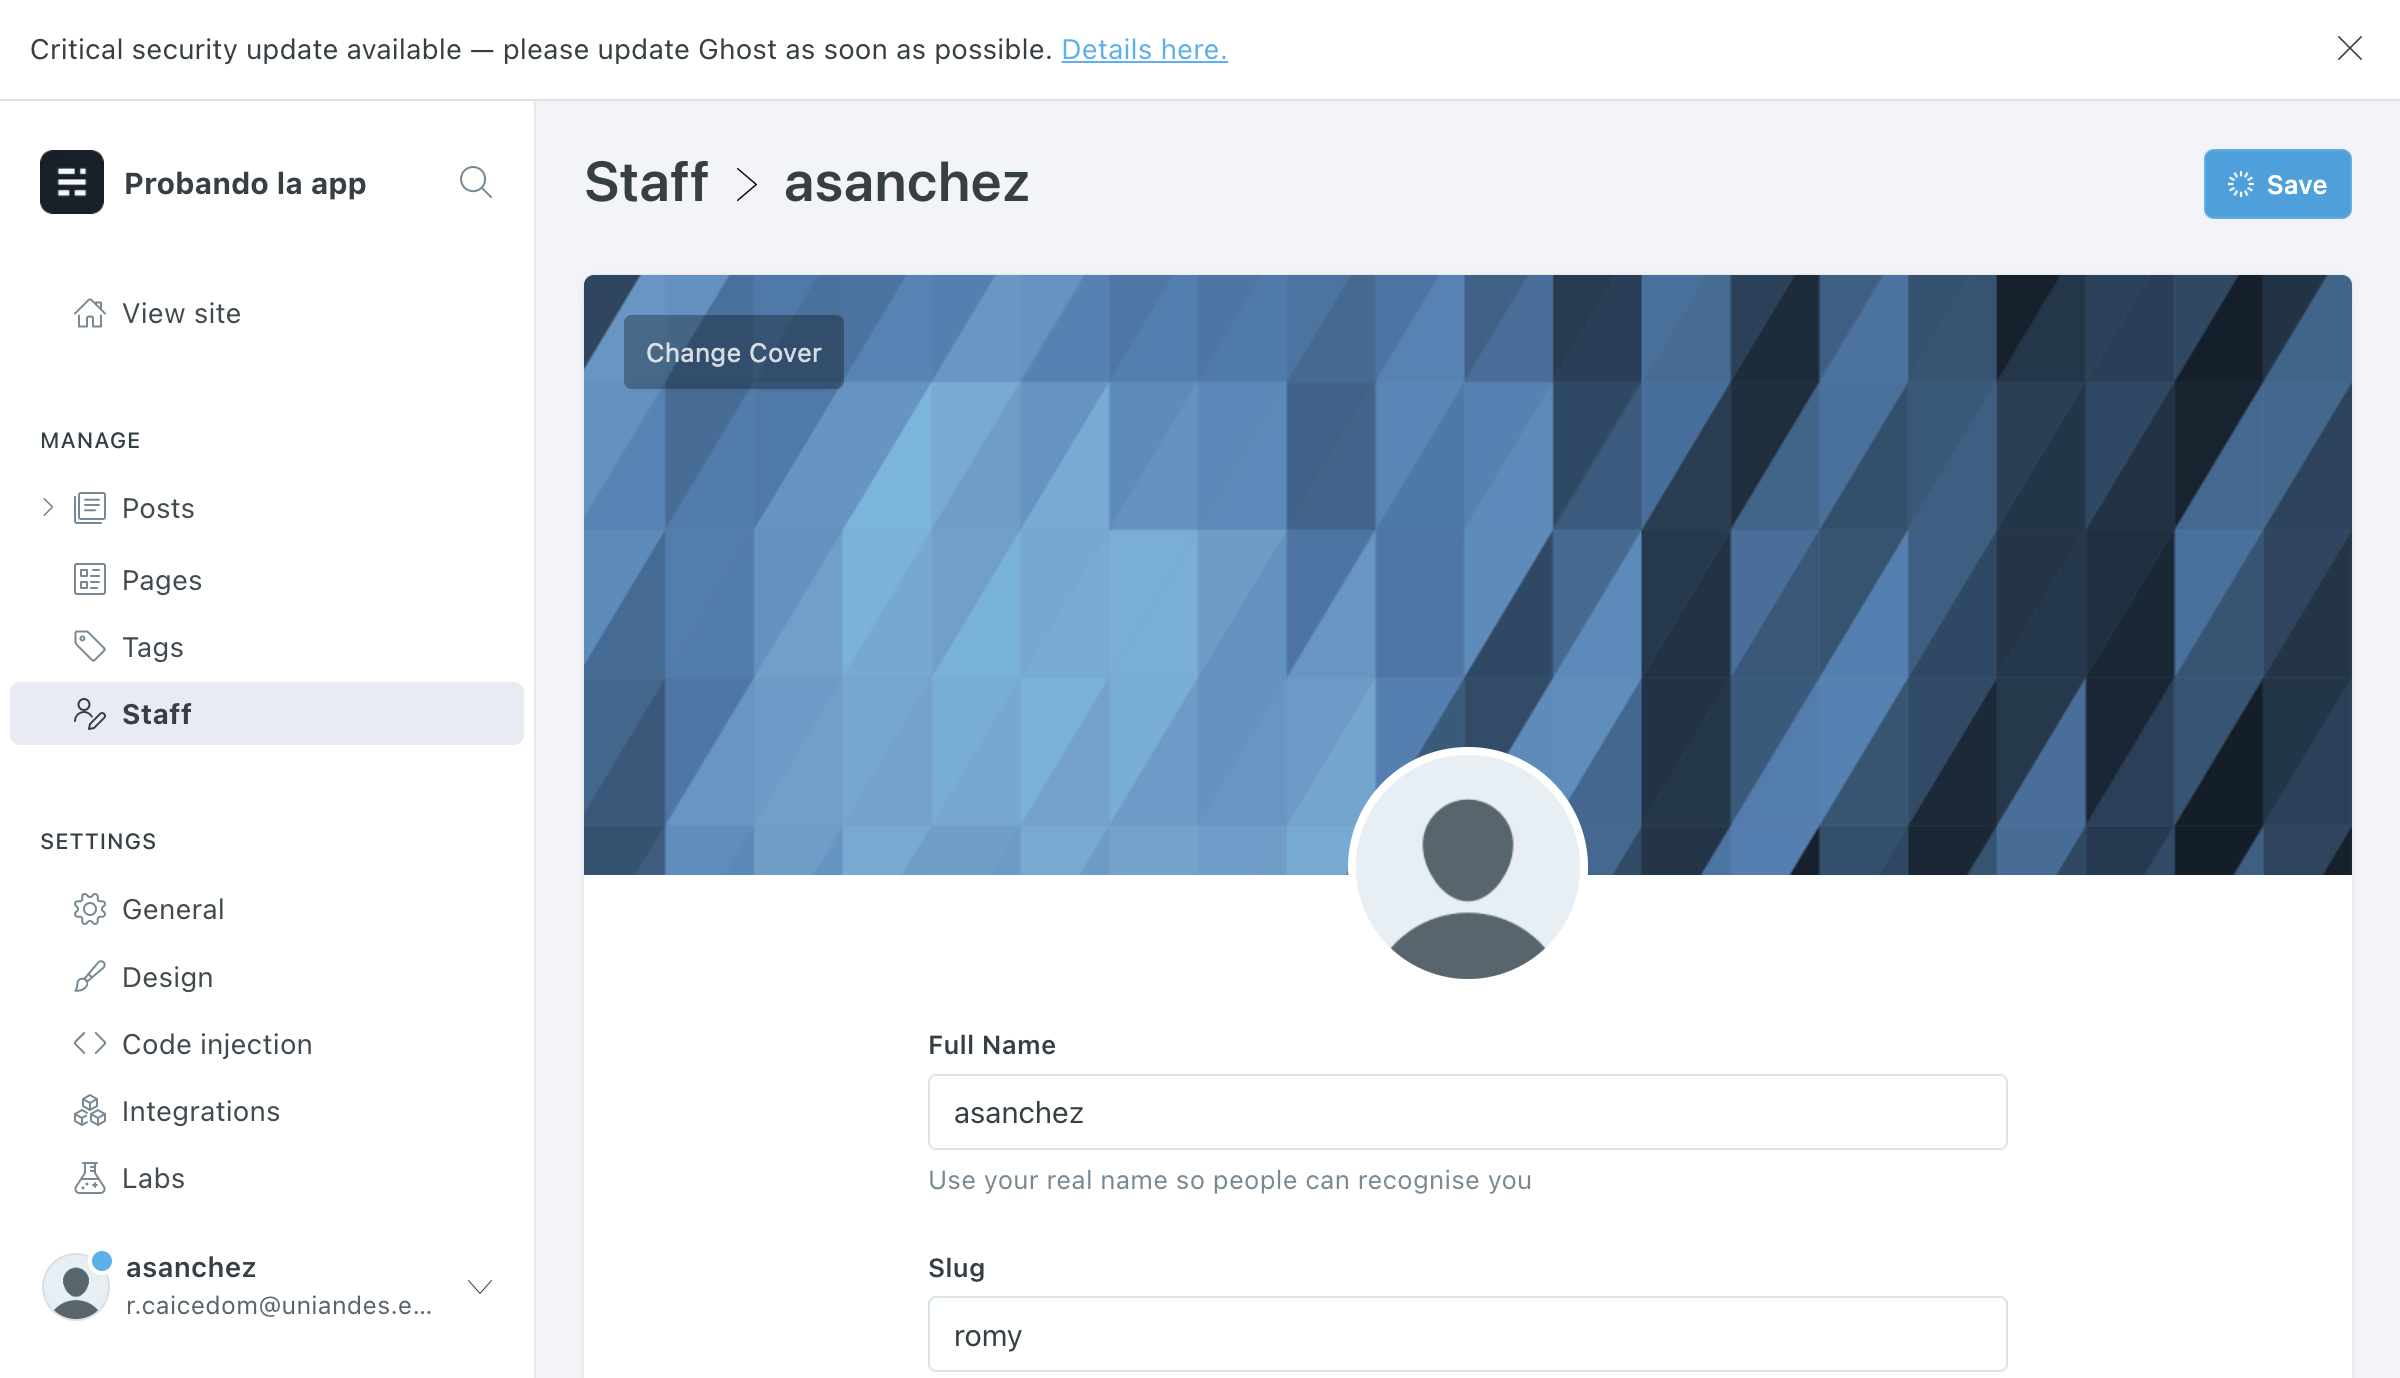 Critical security update available — please update Ghost as soon as possible. Details here.
Probando la app
View site
MANAGE
Posts
Pages
Tags
Staff
SETTINGS
General
Design
Code injection
Integrations
Labs
asanchez
r.caicedom@uniandes.e...
Staff > asanchez
Save
Change Cover
Full Name
asanchez
Use your real name so people can recognise you
Slug
romy